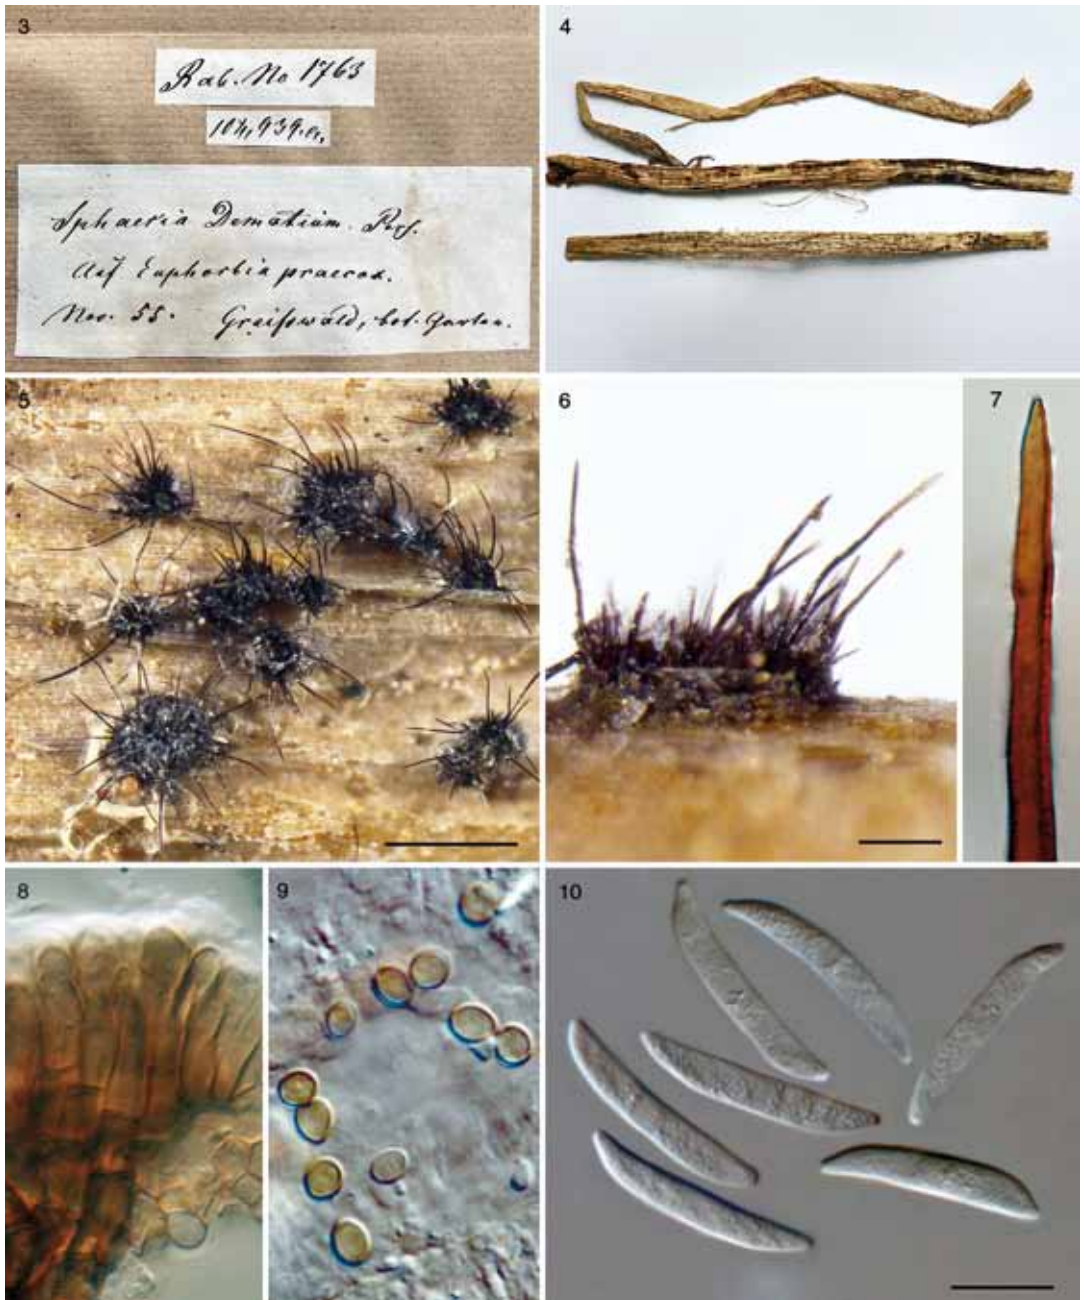 3
Rab. No 1763
Sphaeria Dematium. Pers.
Auf Euphorbia praecox.
Nov. 55. Greifswald, bot. Garten.
4
5
6
7
8
9
10